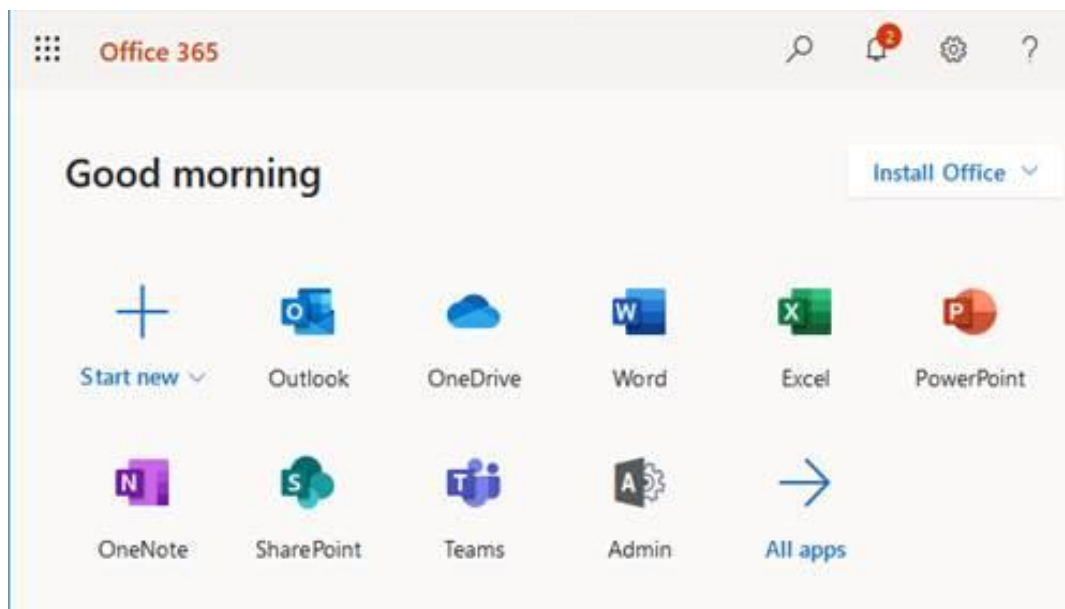 Office 365
2
?
Good morning
Install Office
Start new
Outlook
OneDrive
Word
Excel
PowerPoint
OneNote
SharePoint
Teams
Admin
All apps